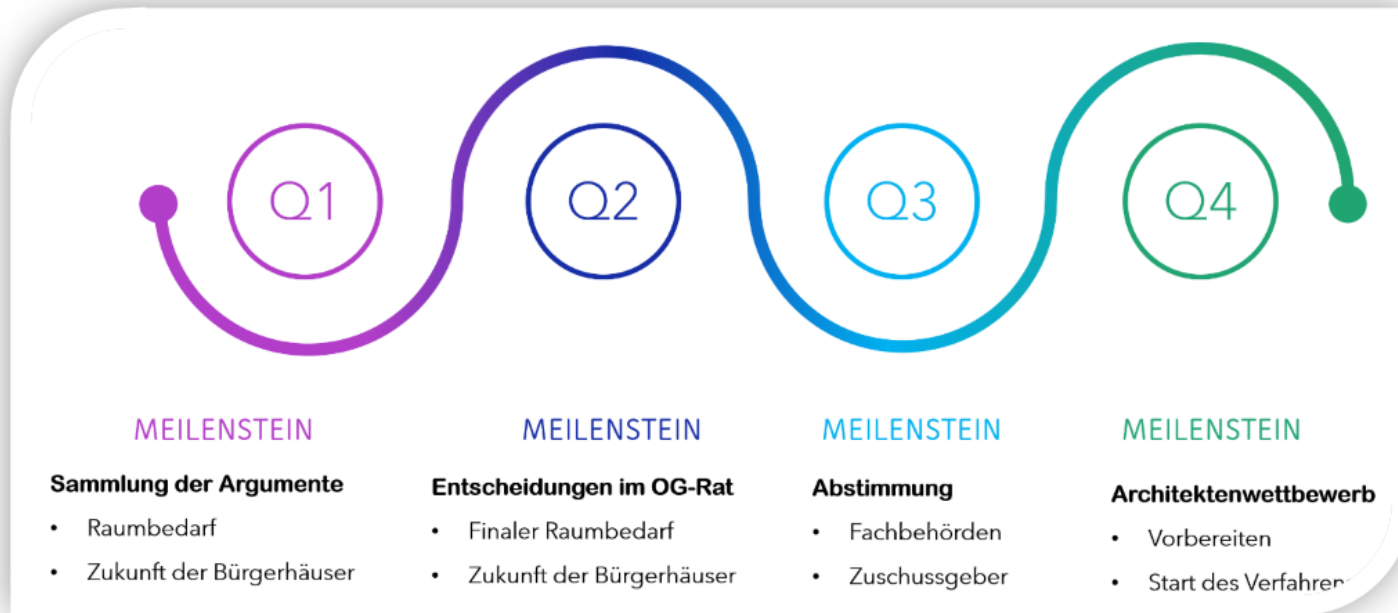 Q1
Q2
Q3
Q4
MEILENSTEIN
Sammlung der Argumente
• Raumbedarf
• Zukunft der Bürgerhäuser
MEILENSTEIN
Entscheidungen im OG-Rat
• Finaler Raumbedarf
• Zukunft der Bürgerhäuser
MEILENSTEIN
Abstimmung
• Fachbehörden
• Zuschussgeber
MEILENSTEIN
Architektenwettbewerb
• Vorbereiten
• Start des Verfahrens